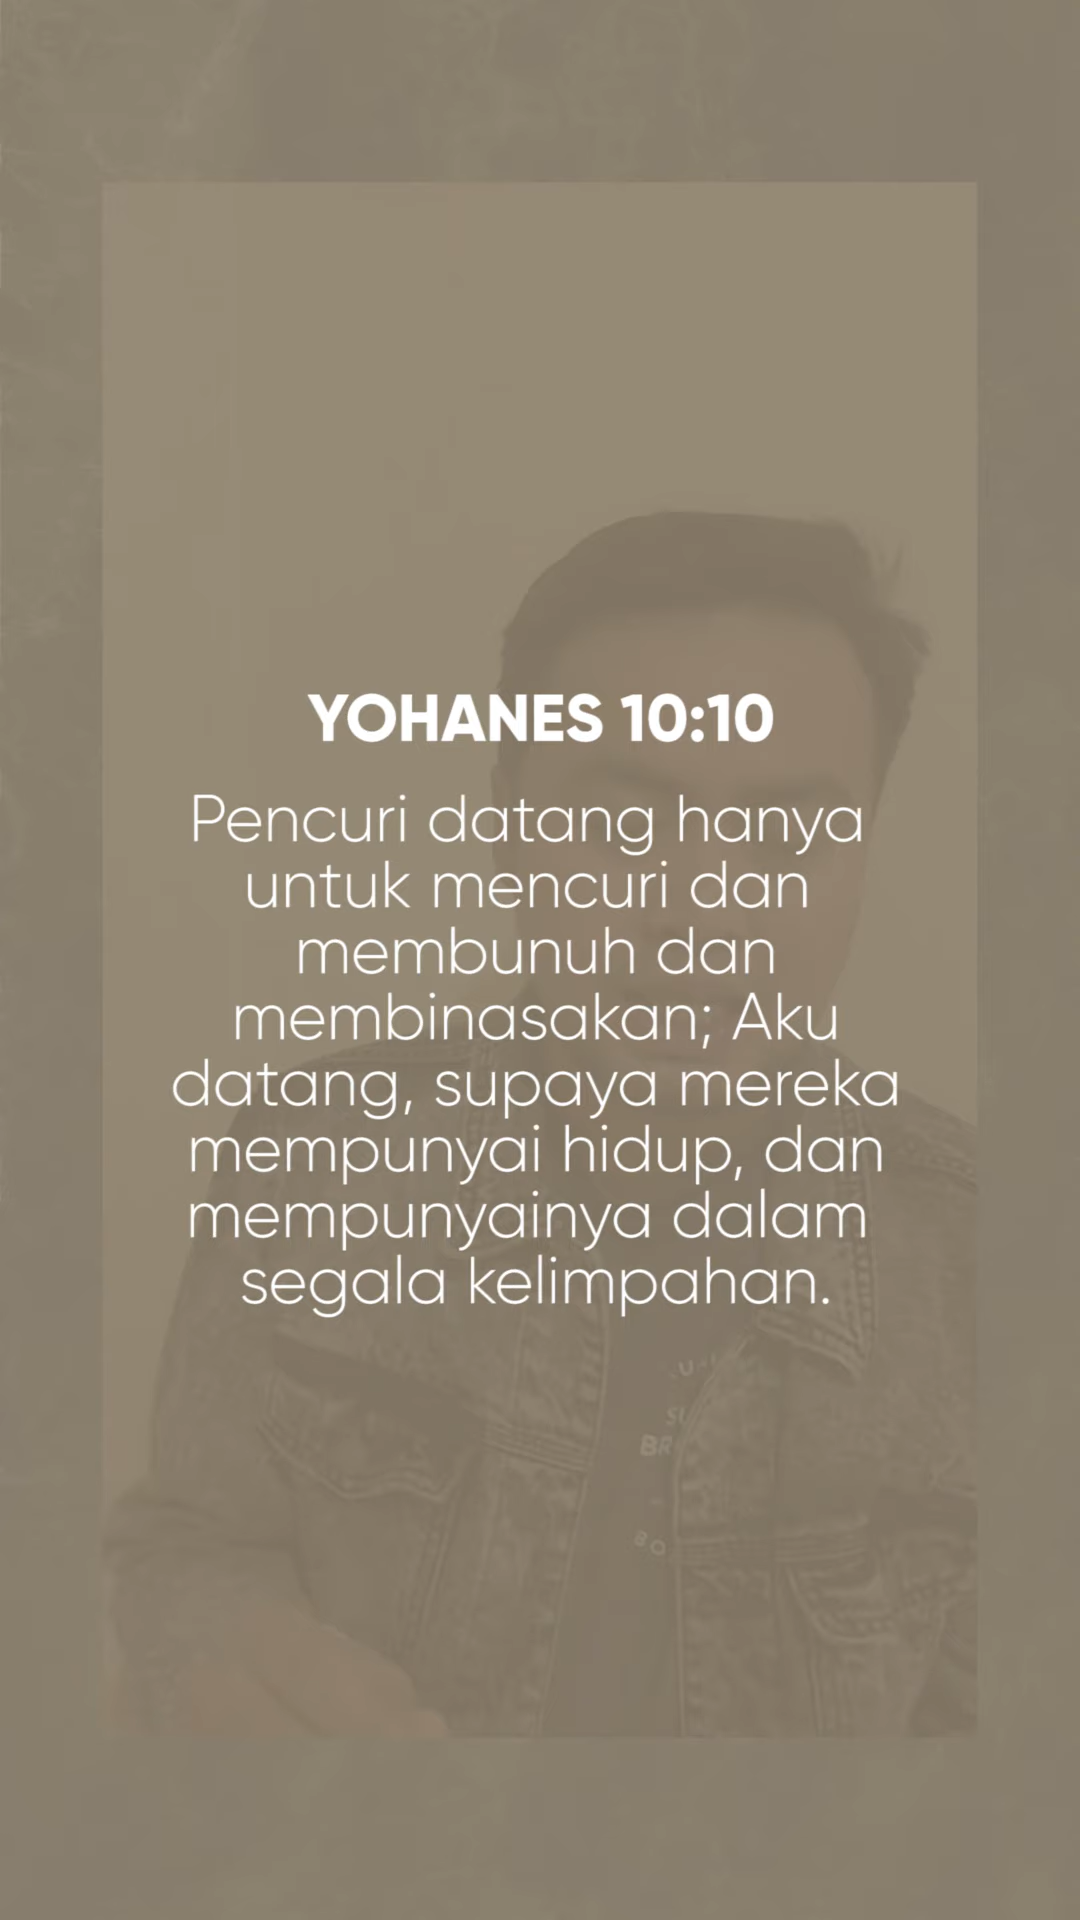 YOHANES 10:10
Pencuri datang hanya
untuk mencuri dan
membunuh dan
membinasakan; Aku
datang, supaya mereka
mempunyai hidup, dan
mempunyainya dalam
segala kelimpahan.